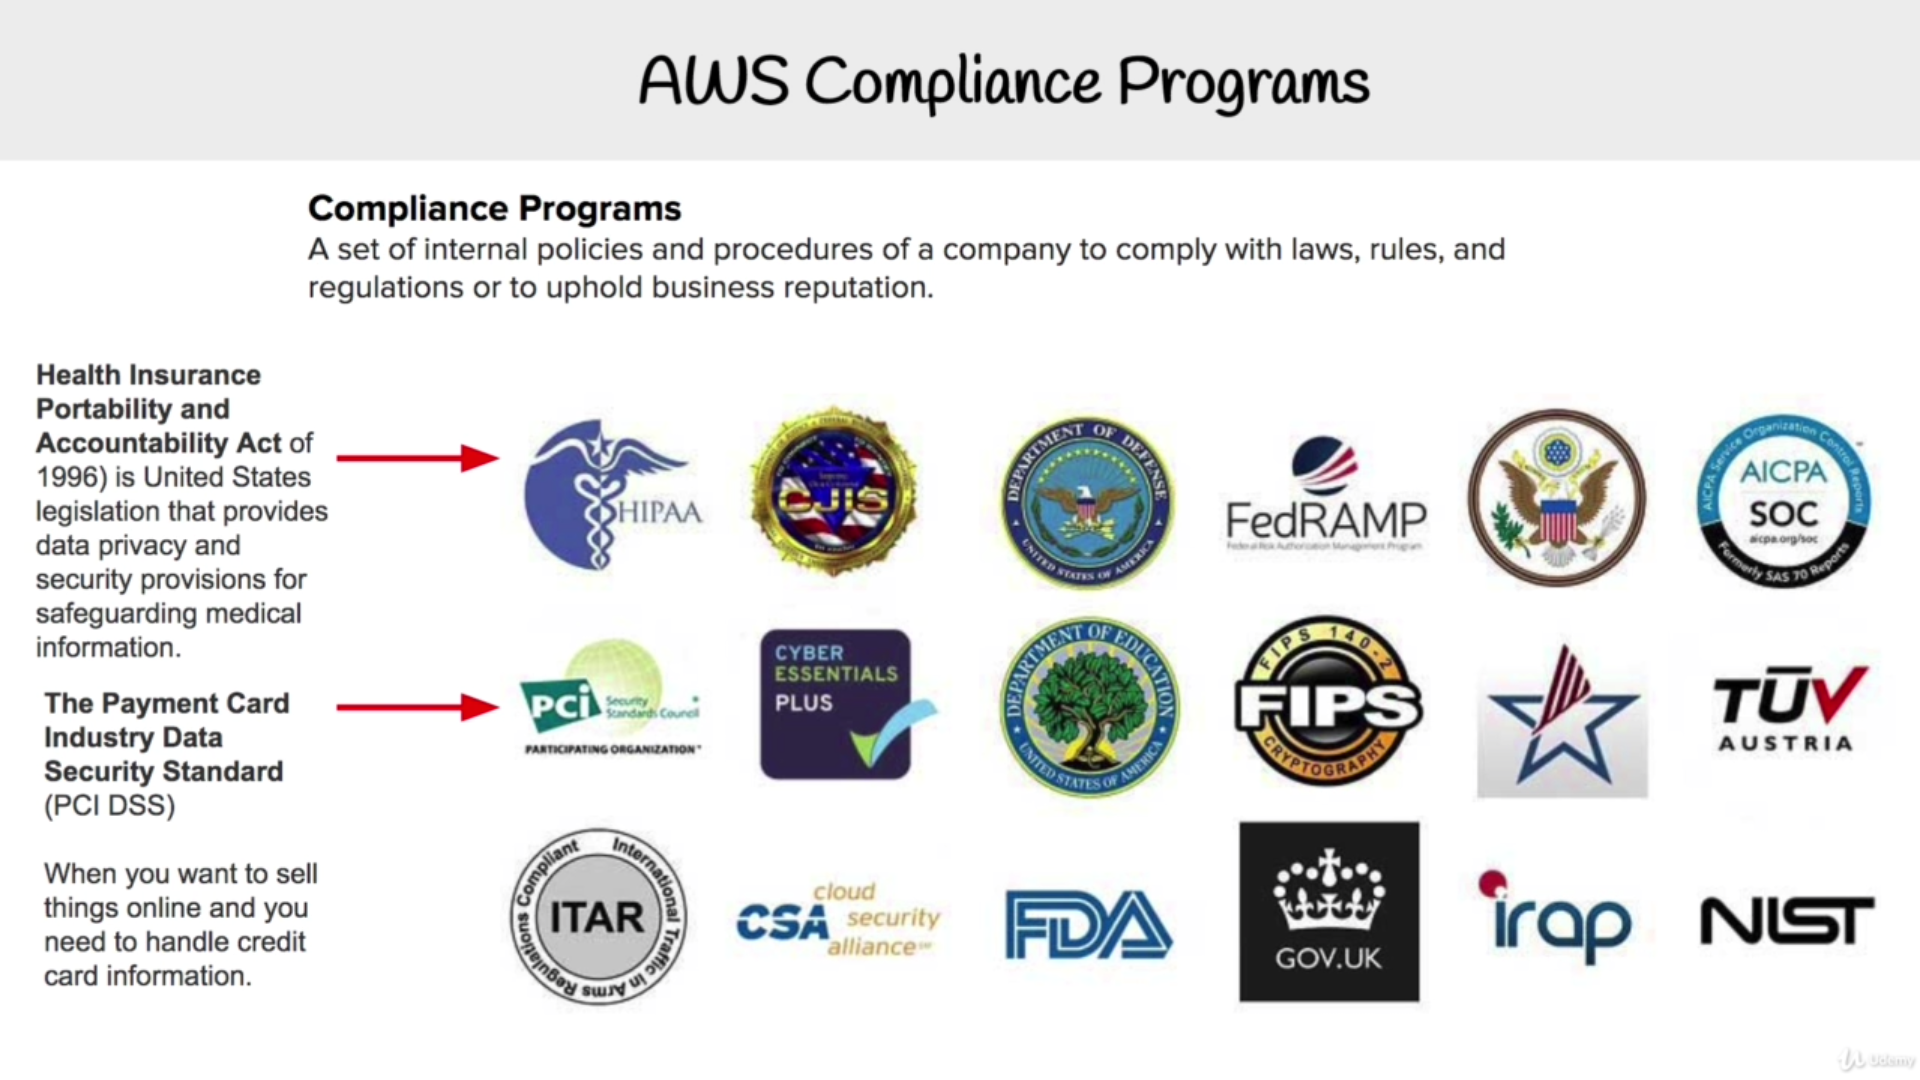 AWS Compliance Programs
Compliance Programs
A set of internal policies and procedures of a company to comply with laws, rules, and
regulations or to uphold business reputation.
Health Insurance
Portability and
Accountability Act of
1996) is United States
legislation that provides
data privacy and
security provisions for
safeguarding medical
information.
The Payment Card
Industry Data
Security Standard
(PCI DSS)
When you want to sell
things online and you
need to handle credit
card information.
HIPAA
CJIS
DEPARTMENT OF DEFENSE
UNITED STATES OF AMERICA
FedRAMP
Federal Risk Authorization Management Program
AICPA Service Organization Control Reports
AICPA
SOC
aicpa.org/soc
Formerly SAS 70 Reports
PCI Security
Standards Council
PARTICIPATING ORGANIZATION
CYBER
ESSENTIALS
PLUS
DEPARTMENT OF EDUCATION
UNITED STATES OF AMERICA
FIPS 140-2
FIPS
CRYPTOGRAPHY
TÜV
AUSTRIA
International Traffic in Arms Regulations Compliant
ITAR
CSA cloud
security
alliance
FDA
GOV.UK
irap
NIST
Udemy